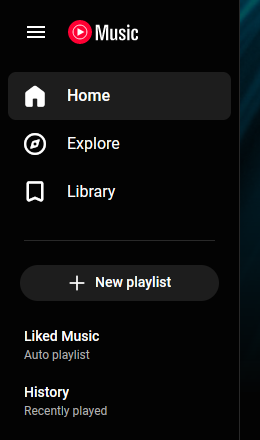 Music
Home
Explore
Library
New playlist
Liked Music
Auto playlist
History
Recently played